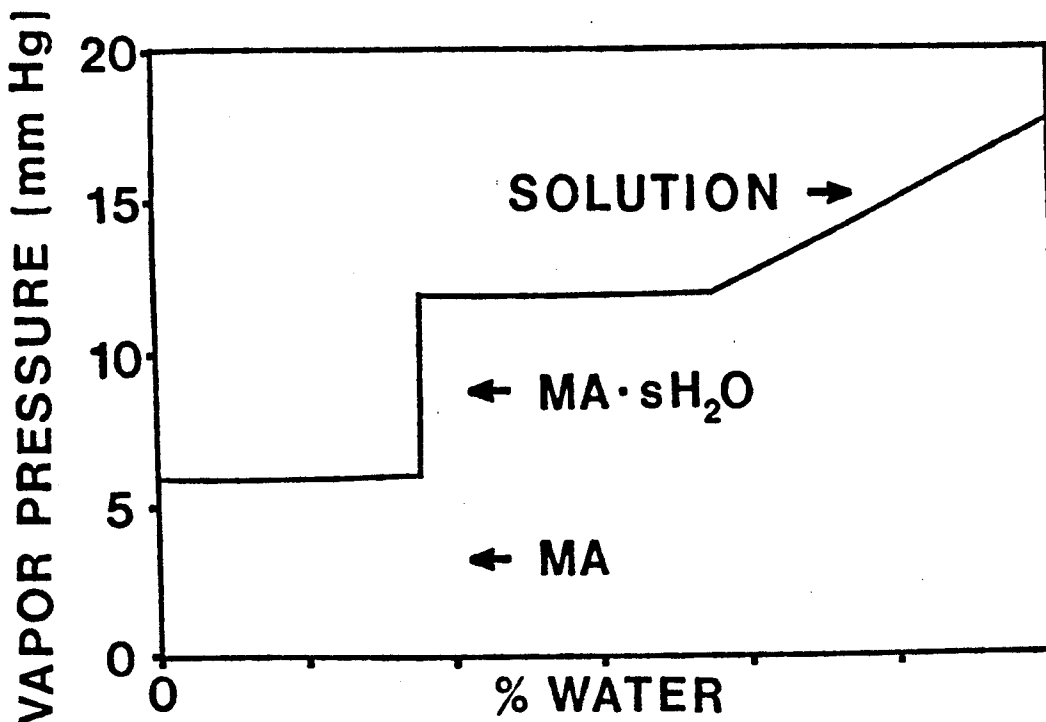 VAPOR PRESSURE (mm Hg)
20
15
10
5
0
SOLUTION →
← MA·sH₂O
← MA
0
% WATER